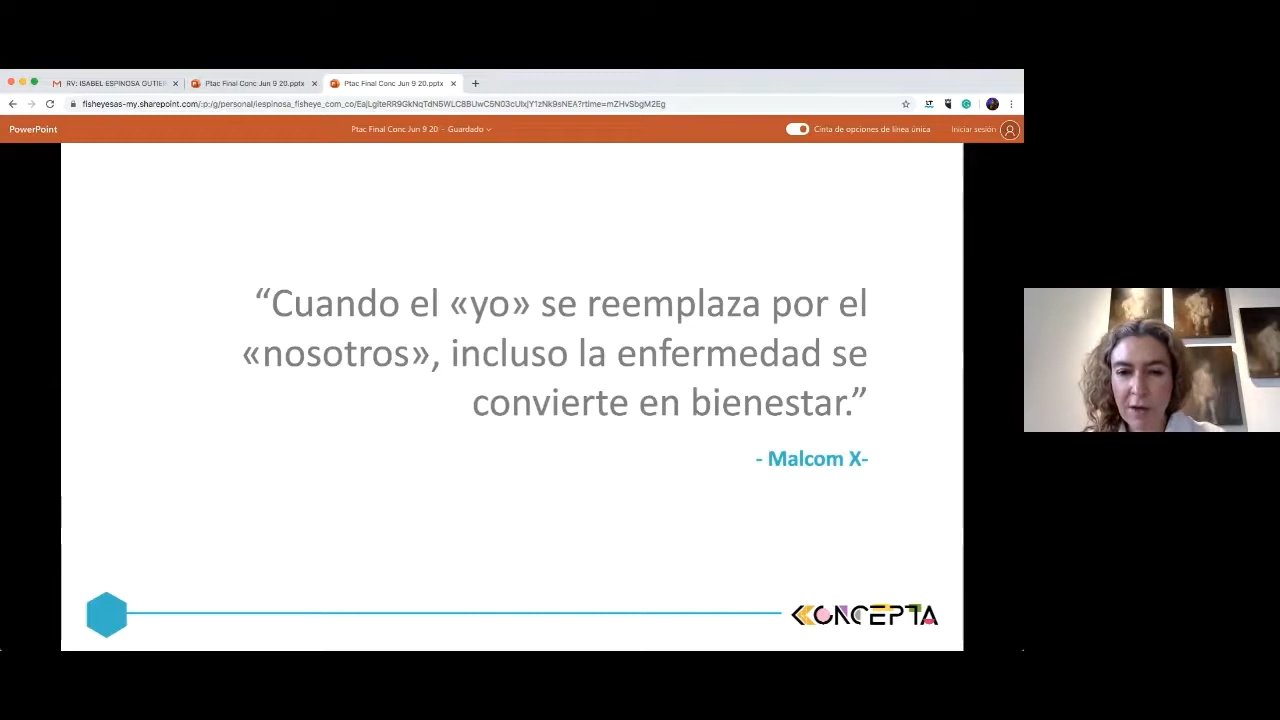 RV: ISABEL ESPINOSA GUTIER
Ptac Final Conc Jun 9 20.pptx
Ptac Final Conc Jun 9 20.pptx
PowerPoint
Ptac Final Conc Jun 9 20 - Guardado
Cinta de opciones de línea única
Iniciar sesión
“Cuando el «yo» se reemplaza por el
«nosotros», incluso la enfermedad se
convierte en bienestar.”
- Malcom X-
KONCEPTA